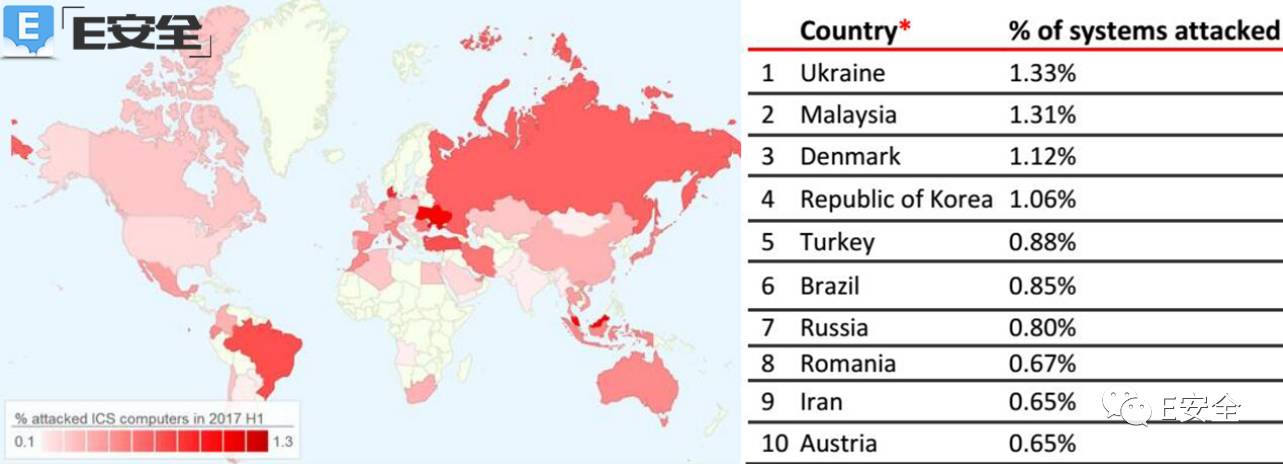 E
E安全
% attacked ICS computers in 2017 H1
0.1 1.3
Country* % of systems attacked
1 Ukraine 1.33%
2 Malaysia 1.31%
3 Denmark 1.12%
4 Republic of Korea 1.06%
5 Turkey 0.88%
6 Brazil 0.85%
7 Russia 0.80%
8 Romania 0.67%
9 Iran 0.65%
E安全
10 Austria 0.65%